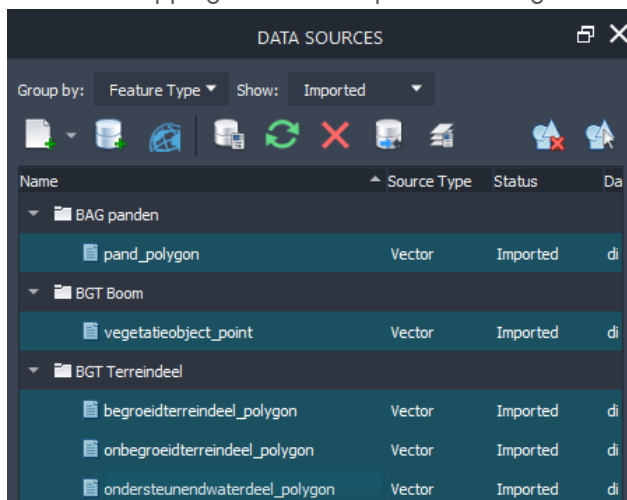 DATA SOURCES
Group by: Feature Type Show: Imported
Name Source Type Status Da
BAG panden
pand_polygon Vector Imported di
BGT Boom
vegetatieobject_point Vector Imported di
BGT Terreindeel
begroeidterreindeel_polygon Vector Imported di
onbegroeidterreindeel_polygon Vector Imported di
ondersteunendwaterdeel_polygon Vector Imported di